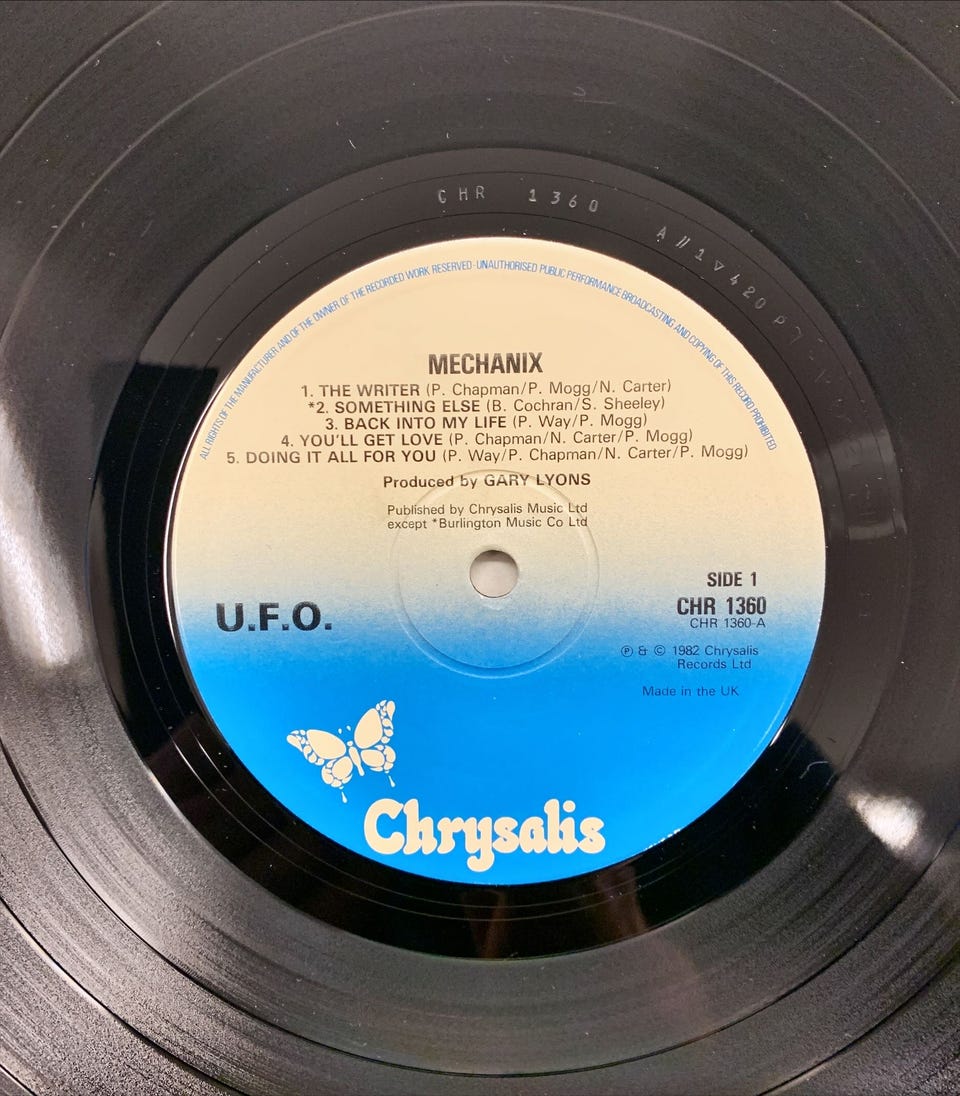 CHR 1360
A//1▽420
ALL RIGHTS OF THE MANUFACTURER AND OF THE OWNER OF THE RECORDED WORK RESERVED · UNAUTHORISED PUBLIC PERFORMANCE BROADCASTING AND COPYING OF THIS RECORD PROHIBITED
MECHANIX
1. THE WRITER (P. Chapman/P. Mogg/N. Carter)
*2. SOMETHING ELSE (B. Cochran/S. Sheeley)
3. BACK INTO MY LIFE (P. Way/P. Mogg)
4. YOU'LL GET LOVE (P. Chapman/N. Carter/P. Mogg)
5. DOING IT ALL FOR YOU (P. Way/P. Chapman/N. Carter/P. Mogg)
Produced by GARY LYONS
Published by Chrysalis Music Ltd
except *Burlington Music Co Ltd
SIDE 1
CHR 1360
CHR 1360-A
U.F.O.
Ⓟ & © 1982 Chrysalis
Records Ltd
Made in the UK
Chrysalis